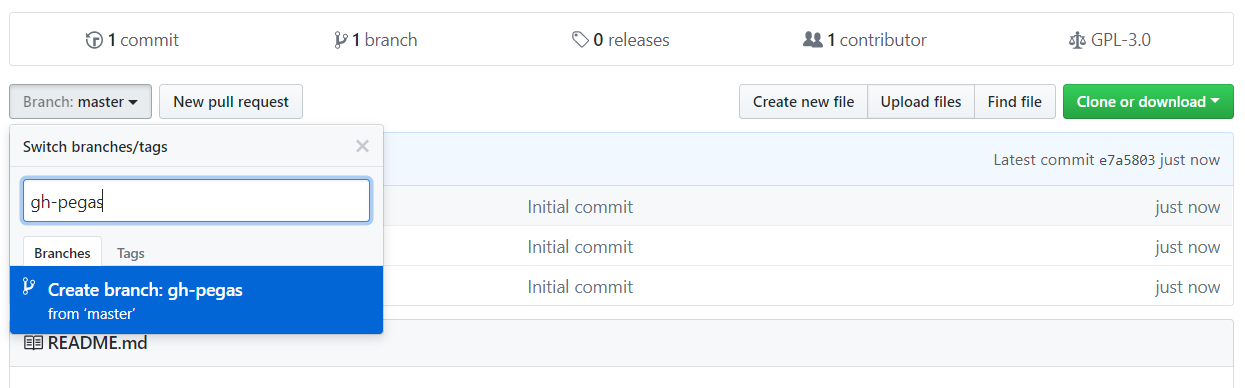 1 commit 1 branch 0 releases 1 contributor GPL-3.0
Branch: master New pull request Create new file Upload files Find file Clone or download
Switch branches/tags
Latest commit e7a5803 just now
gh-pegas
Initial commit just now
Branches Tags
Initial commit just now
Create branch: gh-pegas
Initial commit just now
from ‘master’
README.md